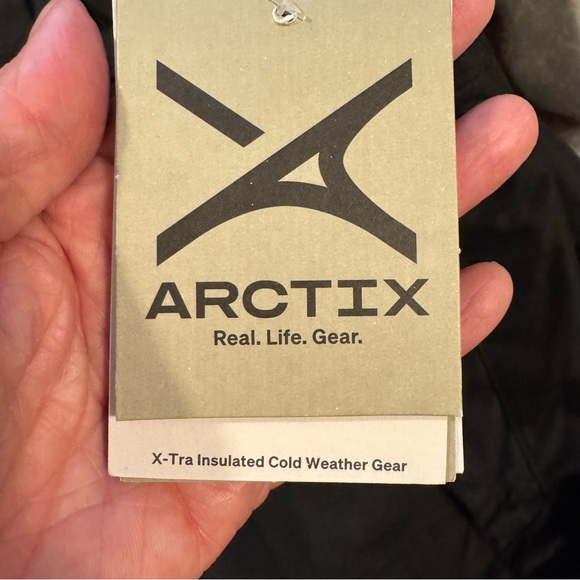 ARCTIX
Real. Life. Gear.
X-Tra Insulated Cold Weather Gear